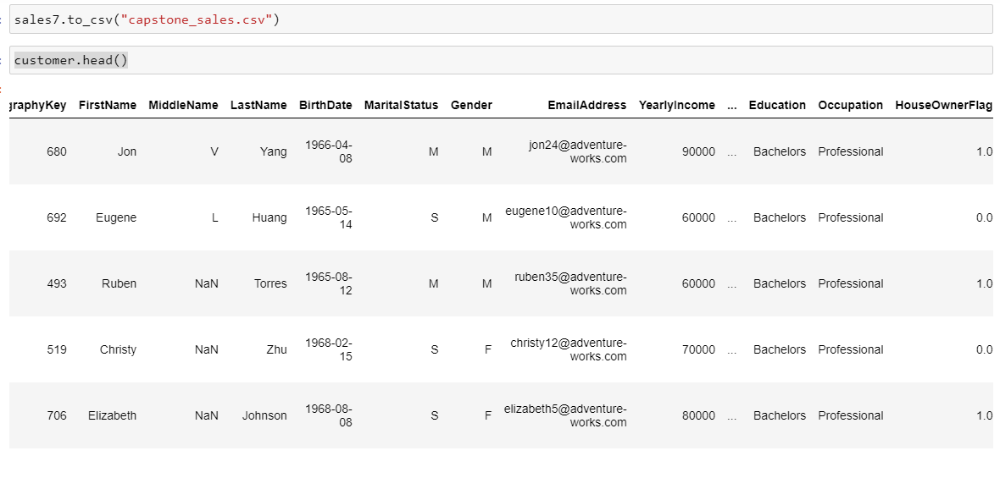 sales7.to_csv("capstone_sales.csv")
customer.head()
graphyKey FirstName MiddleName LastName BirthDate MaritalStatus Gender EmailAddress YearlyIncome ... Education Occupation HouseOwnerFlag
680 Jon V Yang 1966-04-08 M M jon24@adventure-works.com 90000 ... Bachelors Professional 1.0
692 Eugene L Huang 1965-05-14 S M eugene10@adventure-works.com 60000 ... Bachelors Professional 0.0
493 Ruben NaN Torres 1965-08-12 M M ruben35@adventure-works.com 60000 ... Bachelors Professional 1.0
519 Christy NaN Zhu 1968-02-15 S F christy12@adventure-works.com 70000 ... Bachelors Professional 0.0
706 Elizabeth NaN Johnson 1968-08-08 S F elizabeth5@adventure-works.com 80000 ... Bachelors Professional 1.0